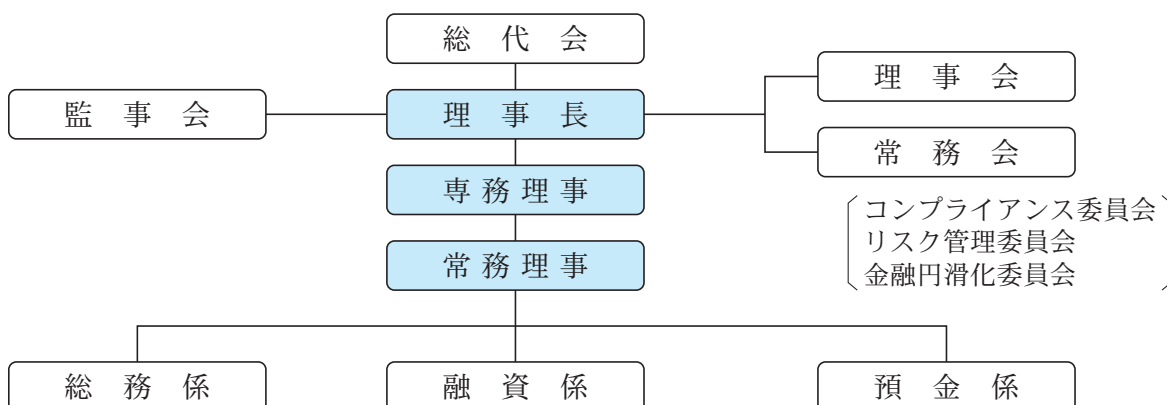 総代会
理事会
監事会
理事長
常務会
専務理事
コンプライアンス委員会
リスク管理委員会
金融円滑化委員会
常務理事
総務係
融資係
預金係